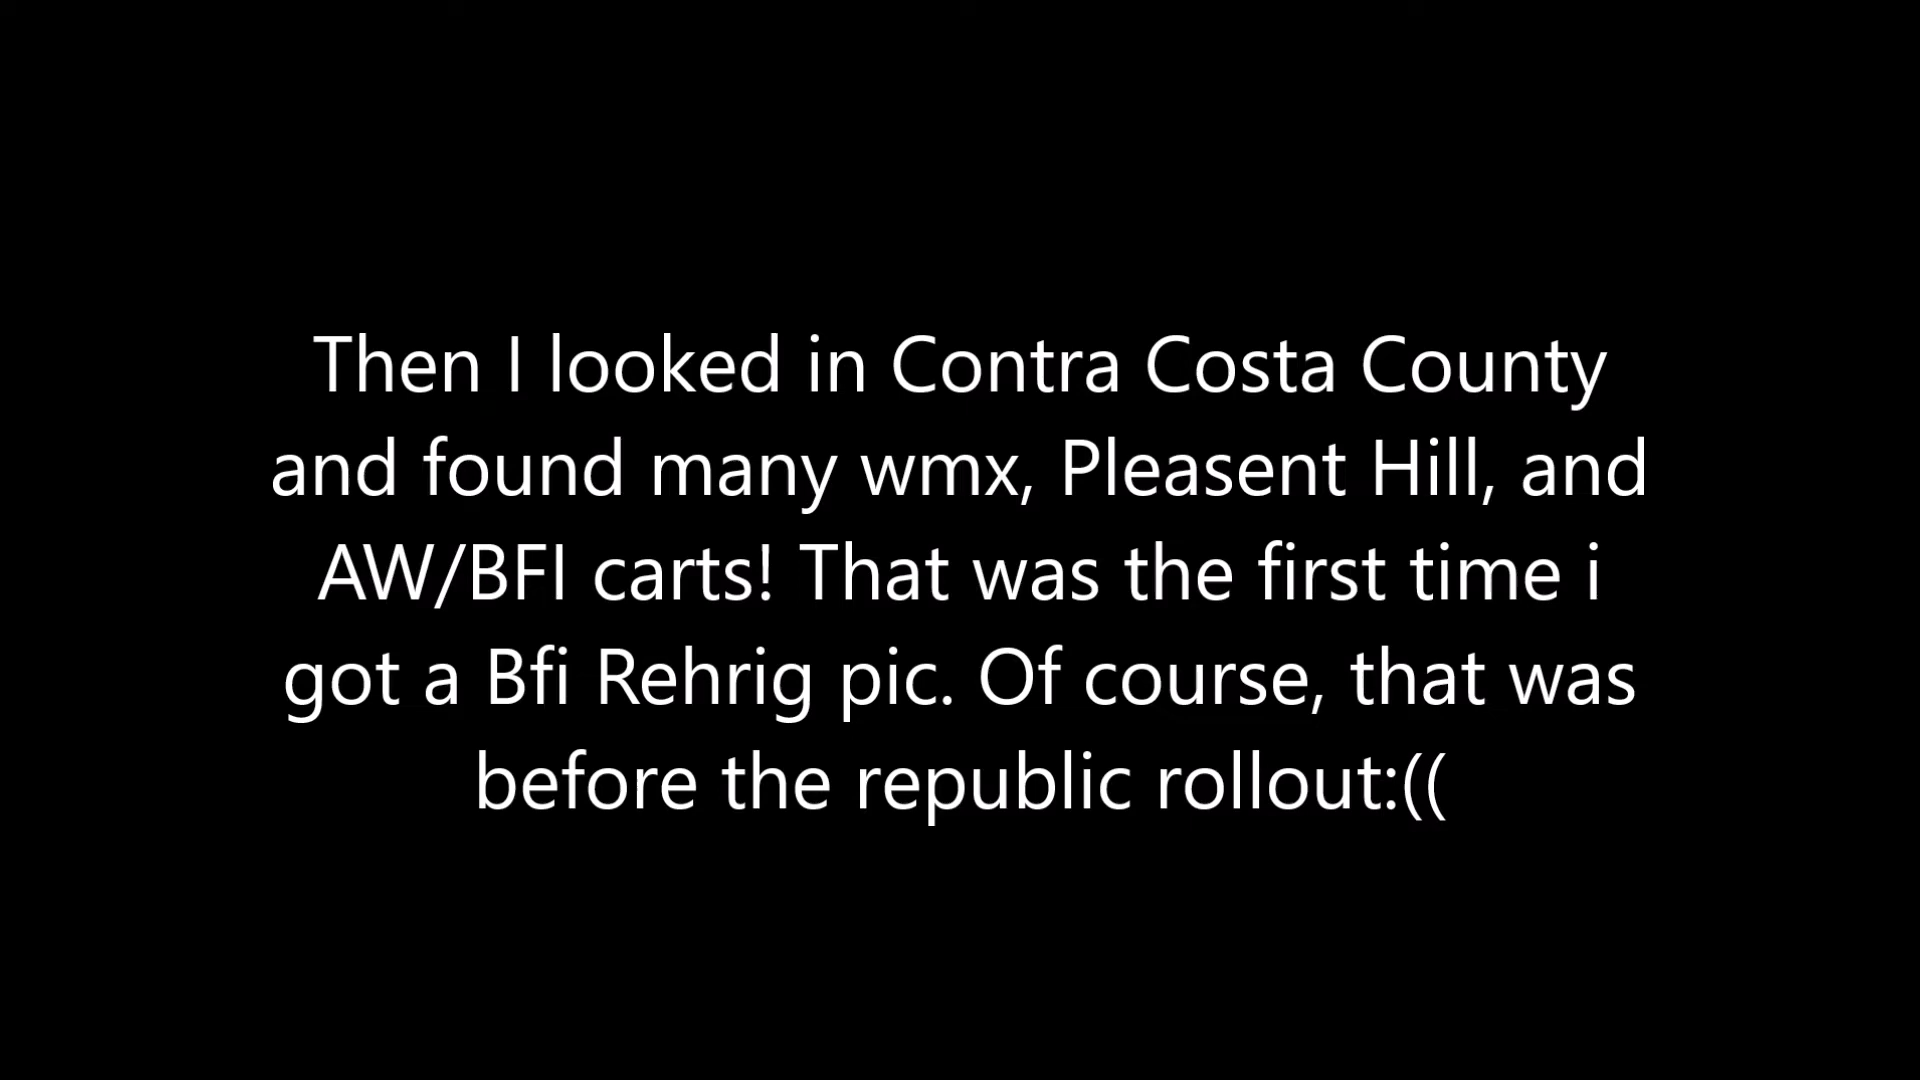 Then I looked in Contra Costa County
and found many wmx, Pleasent Hill, and
AW/BFI carts! That was the first time i
got a Bfi Rehrig pic. Of course, that was
before the republic rollout:((